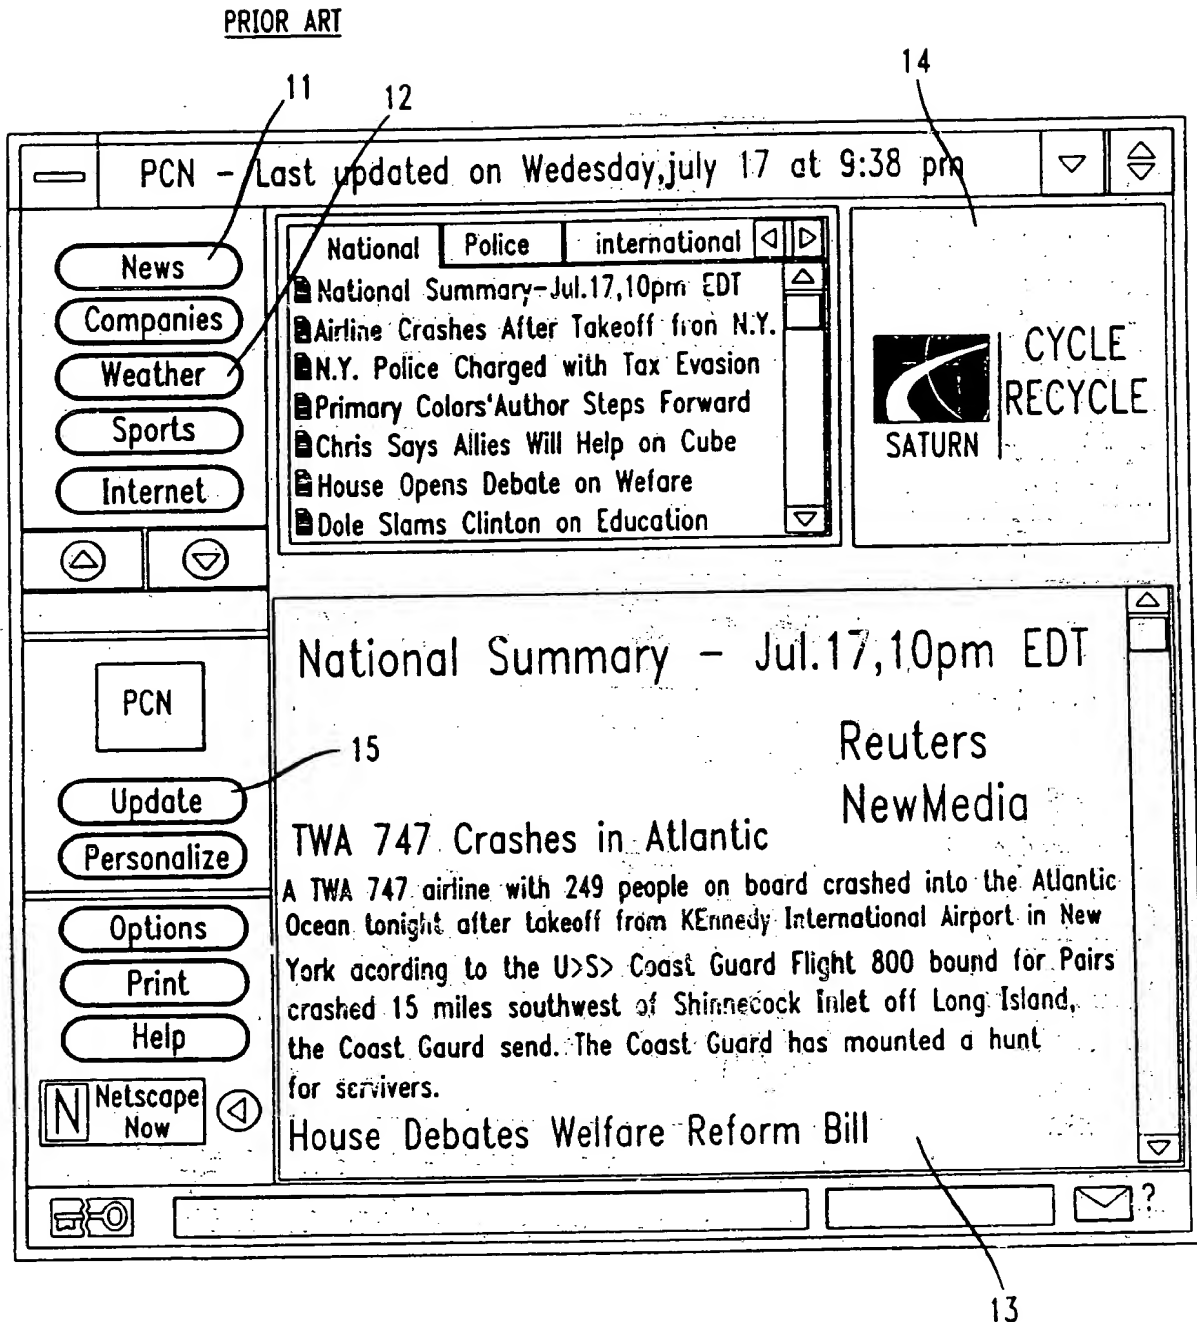 PRIOR ART
11
12
14
PCN - Last updated on Wedesday,july 17 at 9:38 pm
News
Companies
Weather
Sports
Internet
National Police international
National Summary-Jul.17,10pm EDT
Airline Crashes After Takeoff fron N.Y.
N.Y. Police Charged with Tax Evasion
Primary Colors'Author Steps Forward
Chris Says Allies Will Help on Cube
House Opens Debate on Wefare
Dole Slams Clinton on Education
SATURN
CYCLE
RECYCLE
PCN
15
Update
Personalize
Options
Print
Help
N Netscape
Now
National Summary - Jul.17,10pm EDT
Reuters
NewMedia
TWA 747 Crashes in Atlantic
A TWA 747 airline with 249 people on board crashed into the Atlantic
Ocean tonight after takeoff from KEnnedy International Airport in New
York acording to the U>S> Coast Guard Flight 800 bound for Pairs
crashed 15 miles southwest of Shinnecock Inlet off Long Island,
the Coast Gaurd send. The Coast Guard has mounted a hunt
for servivers.
House Debates Welfare Reform Bill
?
13